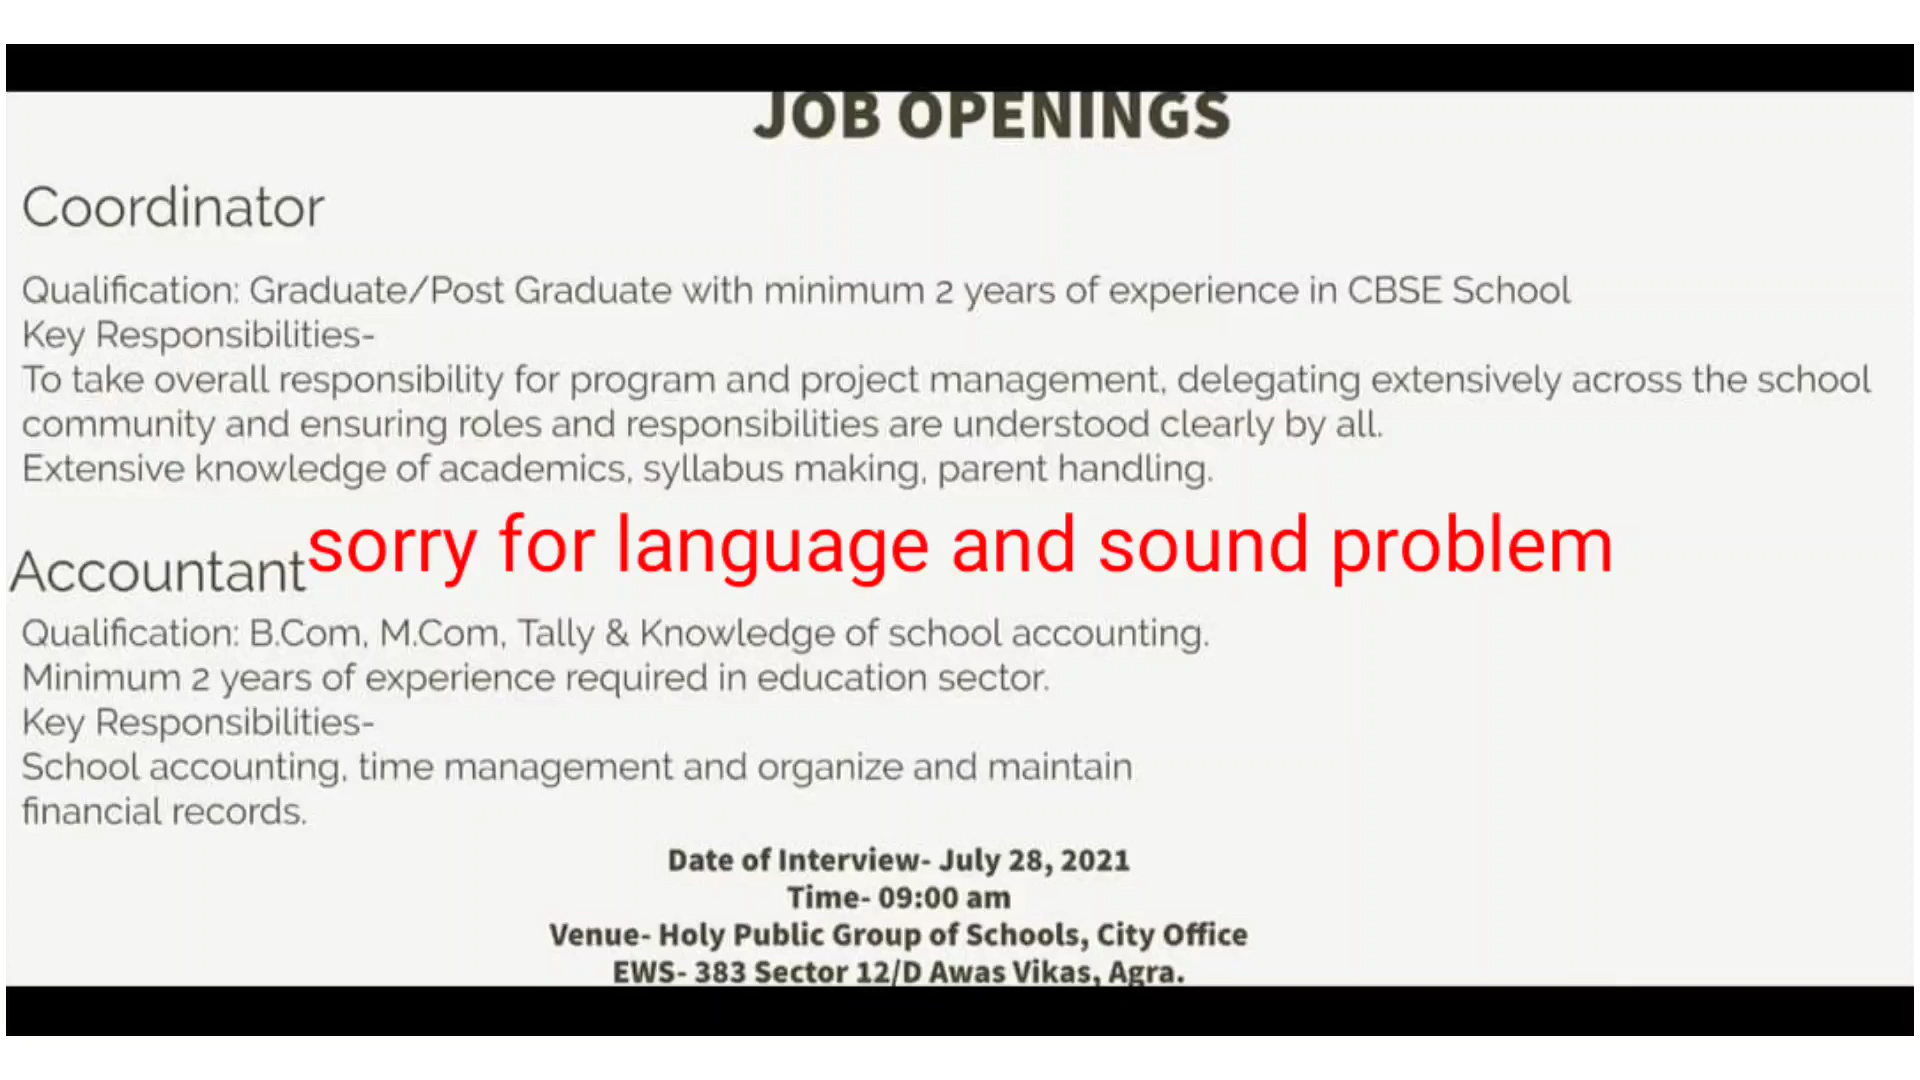 JOB OPENINGS
Coordinator
Qualification: Graduate/Post Graduate with minimum 2 years of experience in CBSE School
Key Responsibilities-
To take overall responsibility for program and project management, delegating extensively across the school
community and ensuring roles and responsibilities are understood clearly by all.
Extensive knowledge of academics, syllabus making, parent handling.
sorry for language and sound problem
Accountant
Qualification: B.Com, M.Com, Tally & Knowledge of school accounting.
Minimum 2 years of experience required in education sector.
Key Responsibilities-
School accounting, time management and organize and maintain
financial records.
Date of Interview- July 28, 2021
Time- 09:00 am
Venue- Holy Public Group of Schools, City Office
EWS- 383 Sector 12/D Awas Vikas, Agra.